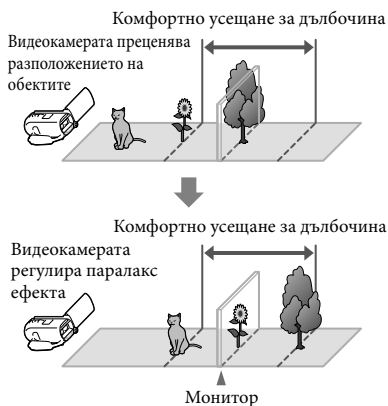 Комфортно усещане за дълбочина
Видеокамерата преценява
разположението на
обектите
Комфортно усещане за дълбочина
Видеокамерата
регулира паралакс
ефекта
Монитор